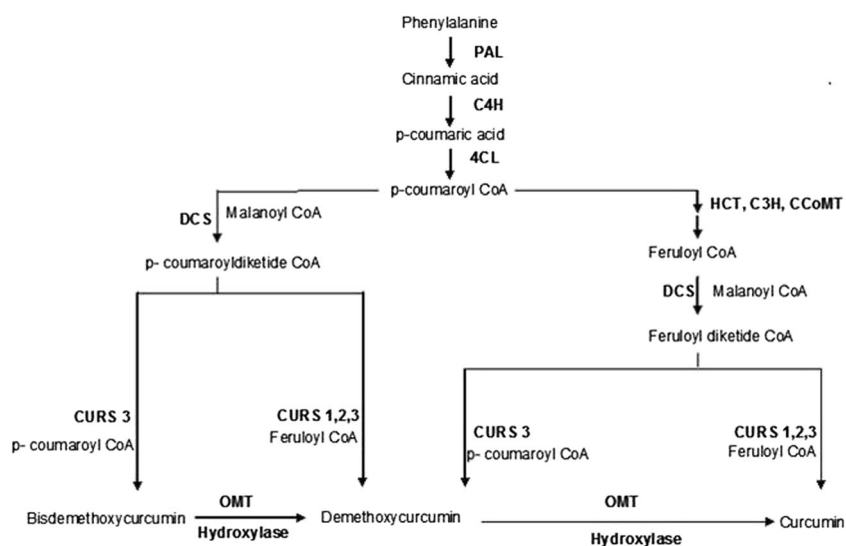 Phenylalanine
PAL
Cinnamic acid
C4H
p-coumaric acid
4CL
p-coumaroyl CoA
DCS Malanoyl CoA
HCT, C3H, CCoMT
p- coumaroyldiketide CoA
Feruloyl CoA
DCS Malanoyl CoA
Feruloyl diketide CoA
CURS 3
p- coumaroyl CoA
CURS 1,2,3
Feruloyl CoA
CURS 3
p- coumaroyl CoA
CURS 1,2,3
Feruloyl CoA
Bisdemethoxycurcumin
OMT
Hydroxylase
Demethoxycurcumin
OMT
Hydroxylase
Curcumin